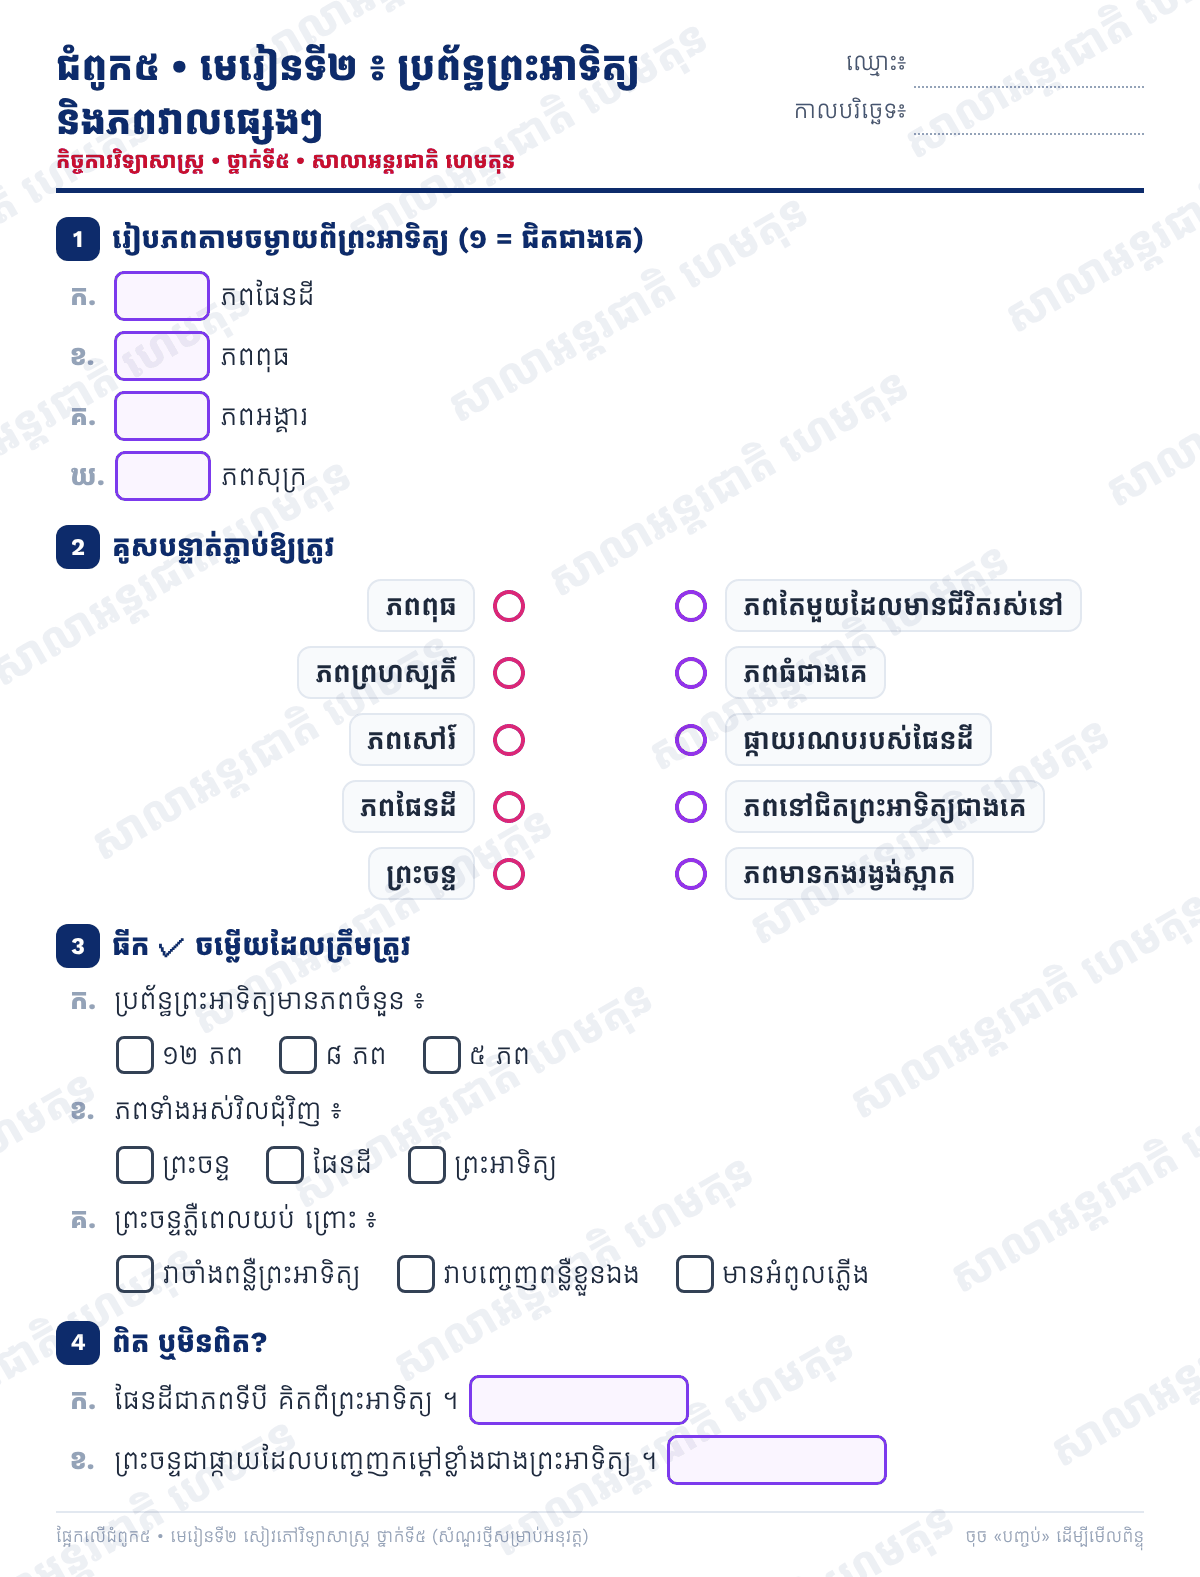 ជំពូក៥ • មេរៀនទី២ ៖ ប្រព័ន្ធព្រះអាទិត្យ
និងភពវាលផ្សេងៗ
ឈ្មោះ៖
កាលបរិច្ឆេទ៖
កិច្ចការវិទ្យាសាស្ត្រ • ថ្នាក់ទី៥ • សាលាអន្តរជាតិ ហេមតុន
1 រៀបភពតាមចម្ងាយពីព្រះអាទិត្យ (១ = ជិតជាងគេ)
ក. ភពផែនដី
ខ. ភពពុធ
គ. ភពអង្គារ
ឃ. ភពសុក្រ
2 គូសបន្ទាត់ភ្ជាប់ឱ្យត្រូវ
ភពពុធ ភពតែមួយដែលមានជីវិតរស់នៅ
ភពព្រហស្បតិ៍ ភពធំជាងគេ
ភពសៅរ៍ ផ្កាយរណបរបស់ផែនដី
ភពផែនដី ភពនៅជិតព្រះអាទិត្យជាងគេ
ព្រះចន្ទ ភពមានកងរង្វង់ស្អាត
3 ធីក ✓ ចម្លើយដែលត្រឹមត្រូវ
ក. ប្រព័ន្ធព្រះអាទិត្យមានភពចំនួន ៖
១២ ភព ៨ ភព ៥ ភព
ខ. ភពទាំងអស់វិលជុំវិញ ៖
ព្រះចន្ទ ផែនដី ព្រះអាទិត្យ
គ. ព្រះចន្ទភ្លឺពេលយប់ ព្រោះ ៖
វាចាំងពន្លឺព្រះអាទិត្យ វាបញ្ចេញពន្លឺខ្លួនឯង មានអំពូលភ្លើង
4 ពិត ឬមិនពិត?
ក. ផែនដីជាភពទីបី គិតពីព្រះអាទិត្យ ។
ខ. ព្រះចន្ទជាផ្កាយដែលបញ្ចេញកម្ដៅខ្លាំងជាងព្រះអាទិត្យ ។
ផ្អែកលើជំពូក៥ • មេរៀនទី២ សៀវភៅវិទ្យាសាស្ត្រ ថ្នាក់ទី៥ (សំណួរថ្មីសម្រាប់អនុវត្ត)
ចុច «បញ្ចប់» ដើម្បីមើលពិន្ទុ